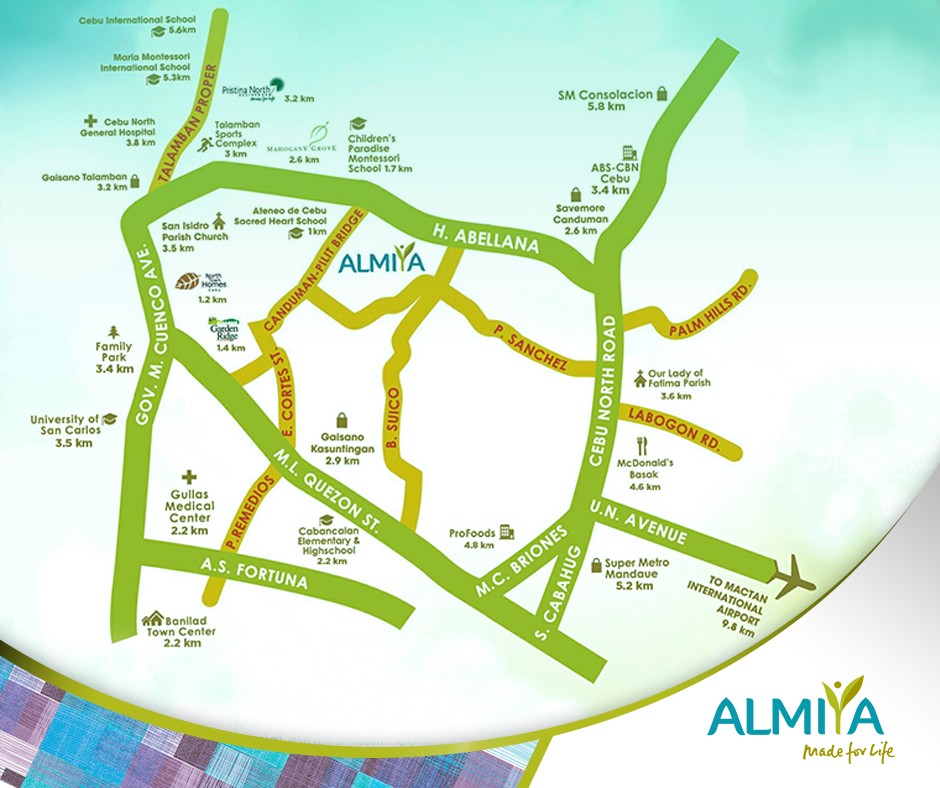 Cebu International School
5.6km
Maria Montessori
International School
5.3km
TALAMBAN PROPER
Pristina North
3.2 km
Cebu North
General Hospital
3.8 km
Talamban
Sports
Complex
3 km
MAHOGANY GROVE
2.6 km
Children's
Paradise
Montessori
School 1.7 km
SM Consolacion
5.8 km
ABS-CBN
Cebu
3.4 km
Savemore
Canduman
2.6 km
Gaisano Talamban
3.2 km
San Isidro
Parish Church
3.5 km
Ateneo de Cebu
Sacred Heart School
1km
CANDUMAN-PILIT BRIDGE
H. ABELLANA
ALMIYA
North
Town
Homes
1.2 km
Garden
Ridge
1.4 km
GOV. M. CUENCO AVE.
Family
Park
3.4 km
University of
San Carlos
3.5 km
E. CORTES ST.
B. SUICO
P. SANCHEZ
CEBU NORTH ROAD
PALM HILLS RD.
Our Lady of
Fatima Parish
3.6 km
LABOGON RD.
McDonald's
Basak
4.6 km
Gaisano
Kasuntingan
2.9 km
M.L. QUEZON ST.
Gullas
Medical
Center
2.2 km
P.REMEDIOS
Cabancalan
Elementary &
Highschool
2.2 km
A.S. FORTUNA
ProFoods
4.8 km
M.C. BRIONES
S. CABAHUG
U.N. AVENUE
Super Metro
Mandaue
5.2 km
TO MACTAN
INTERNATIONAL
AIRPORT
9.8 km
Banilad
Town Center
2.2 km
ALMIYA
Made for Life